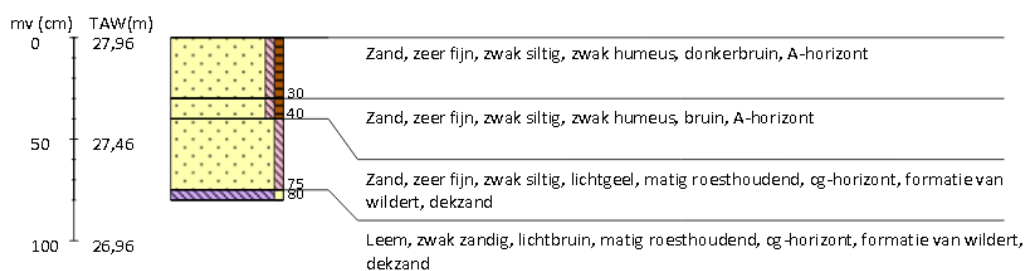 mv (cm) TAW(m)
0 27,96
Zand, zeer fijn, zwak siltig, zwak humeus, donkerbruin, A-horizont
30
40
Zand, zeer fijn, zwak siltig, zwak humeus, bruin, A-horizont
50 27,46
Zand, zeer fijn, zwak siltig, lichtgeel, matig roesthoudend, cg-horizont, formatie van
wildert, dekzand
75
80
100 26,96
Leem, zwak zandig, lichtbruin, matig roesthoudend, cg-horizont, formatie van wildert,
dekzand